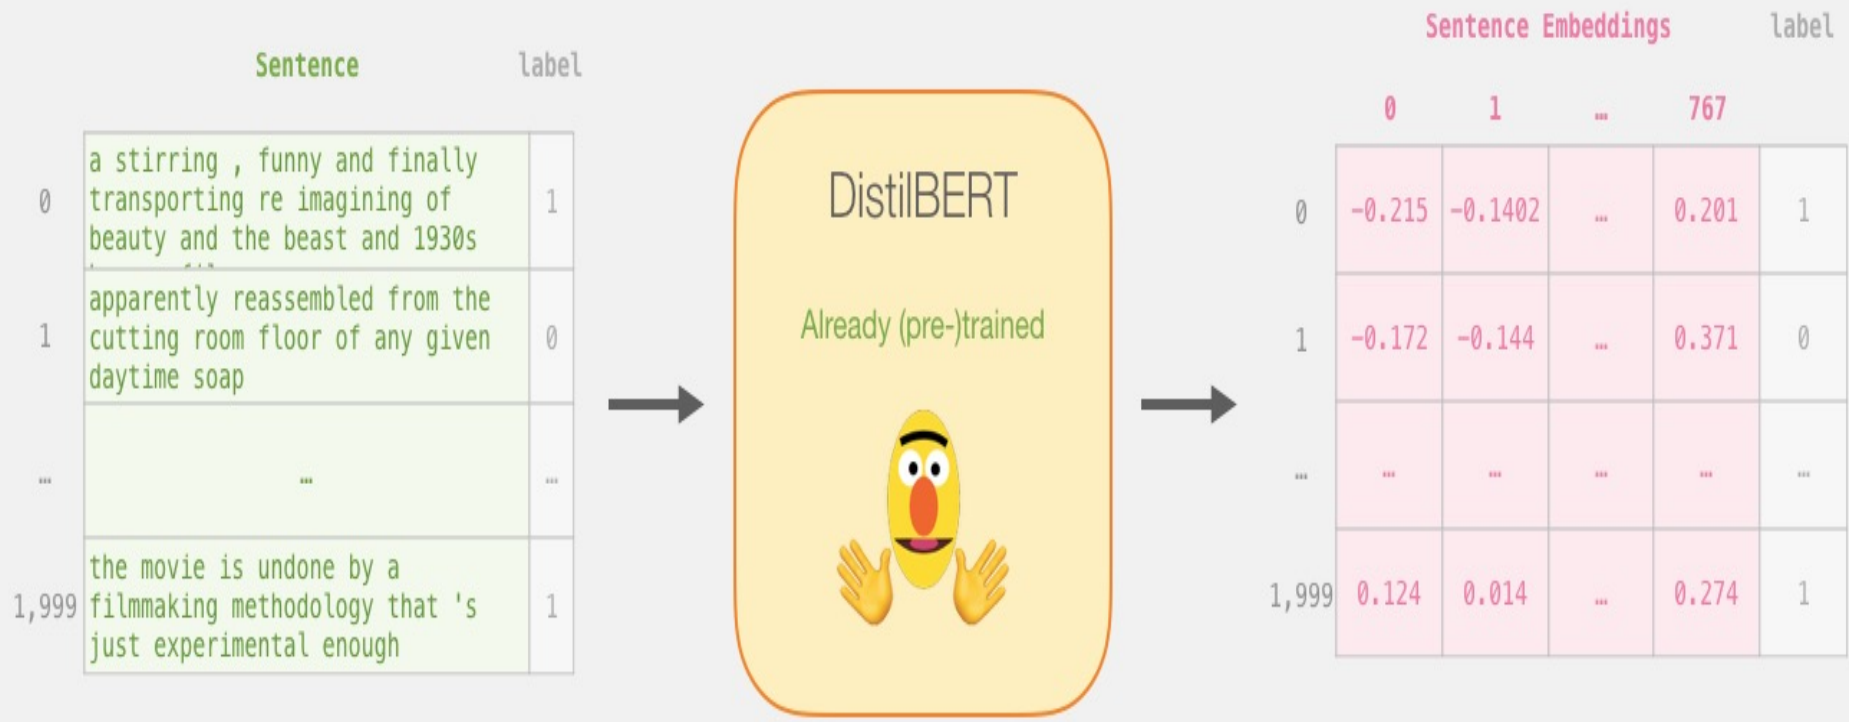 Sentence label
0 a stirring , funny and finally
transporting re imagining of
beauty and the beast and 1930s
1
1 apparently reassembled from the
cutting room floor of any given
daytime soap
0
… … …
1,999 the movie is undone by a
filmmaking methodology that 's
just experimental enough
1
DistilBERT
Already (pre-)trained
Sentence Embeddings label
0 1 … 767
0 -0.215 -0.1402 … 0.201 1
1 -0.172 -0.144 … 0.371 0
… … … … … …
1,999 0.124 0.014 … 0.274 1